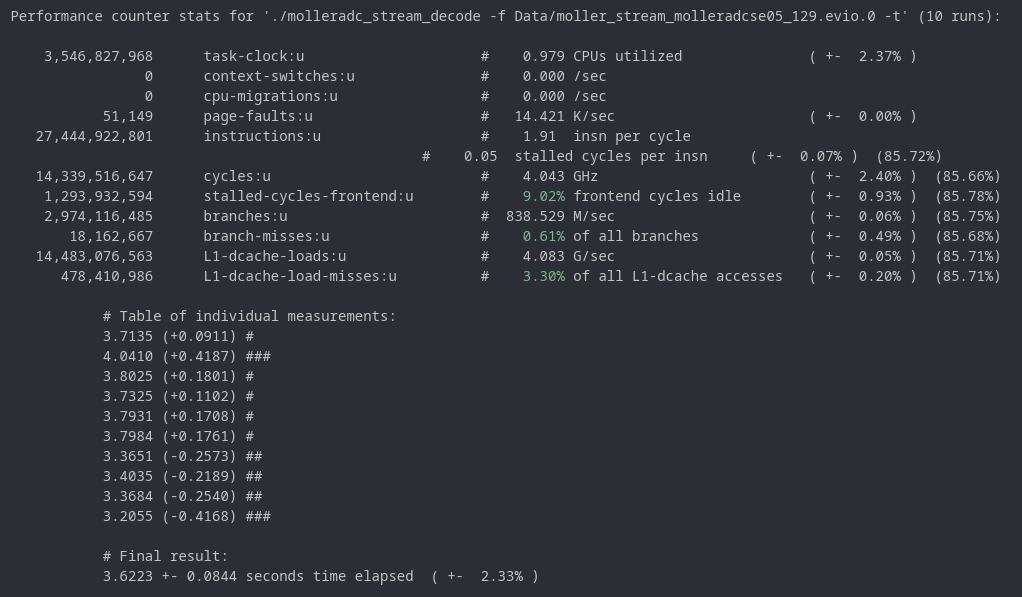 Performance counter stats for './molleradc_stream_decode -f Data/moller_stream_molleradcse05_129.evio.0 -t' (10 runs):
3,546,827,968 task-clock:u # 0.979 CPUs utilized ( +- 2.37% )
0 context-switches:u # 0.000 /sec
0 cpu-migrations:u # 0.000 /sec
51,149 page-faults:u # 14.421 K/sec ( +- 0.00% )
27,444,922,801 instructions:u # 1.91 insn per cycle
# 0.05 stalled cycles per insn ( +- 0.07% ) (85.72%)
14,339,516,647 cycles:u # 4.043 GHz ( +- 2.40% ) (85.66%)
1,293,932,594 stalled-cycles-frontend:u # 9.02% frontend cycles idle ( +- 0.93% ) (85.78%)
2,974,116,485 branches:u # 838.529 M/sec ( +- 0.06% ) (85.75%)
18,162,667 branch-misses:u # 0.61% of all branches ( +- 0.49% ) (85.68%)
14,483,076,563 L1-dcache-loads:u # 4.083 G/sec ( +- 0.05% ) (85.71%)
478,410,986 L1-dcache-load-misses:u # 3.30% of all L1-dcache accesses ( +- 0.20% ) (85.71%)
# Table of individual measurements:
3.7135 (+0.0911) #
4.0410 (+0.4187) ###
3.8025 (+0.1801) #
3.7325 (+0.1102) #
3.7931 (+0.1708) #
3.7984 (+0.1761) #
3.3651 (-0.2573) ##
3.4035 (-0.2189) ##
3.3684 (-0.2540) ##
3.2055 (-0.4168) ###
# Final result:
3.6223 +- 0.0844 seconds time elapsed ( +- 2.33% )